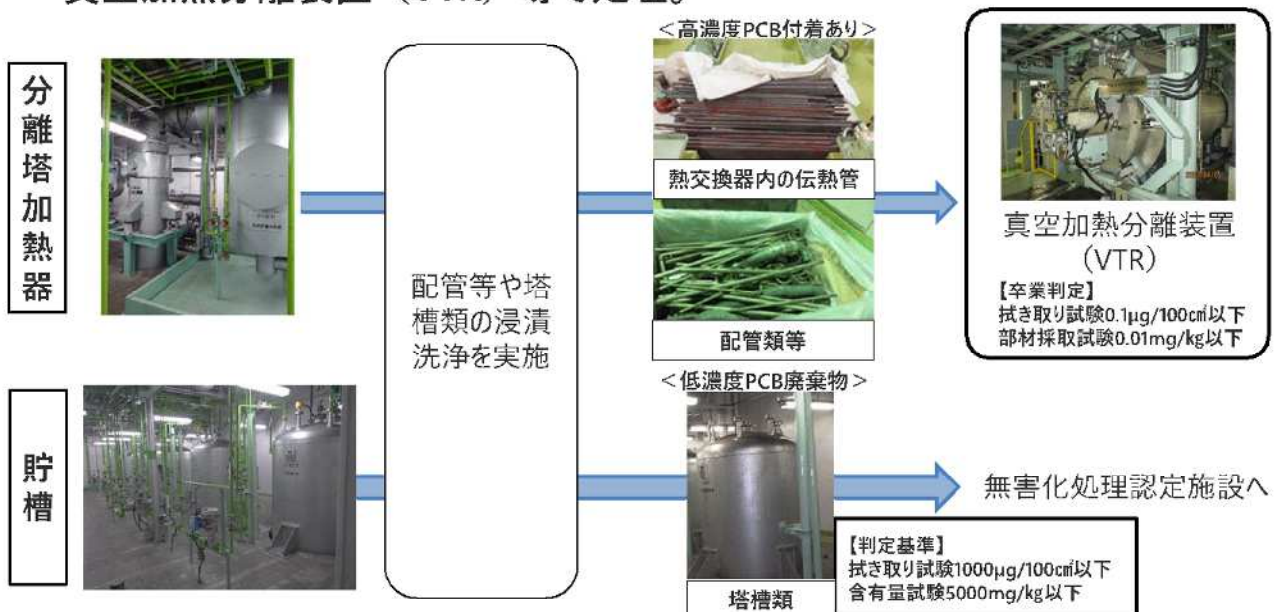 分離塔加熱器
貯槽
配管等や塔
槽類の浸漬
洗浄を実施
＜高濃度PCB付着あり＞
熱交換器内の伝熱管
配管類等
真空加熱分離装置
（VTR）
【卒業判定】
拭き取り試験0.1μg/100㎠以下
部材採取試験0.01mg/kg以下
＜低濃度PCB廃棄物＞
塔槽類
無害化処理認定施設へ
【判定基準】
拭き取り試験1000μg/100㎠以下
含有量試験5000mg/kg以下